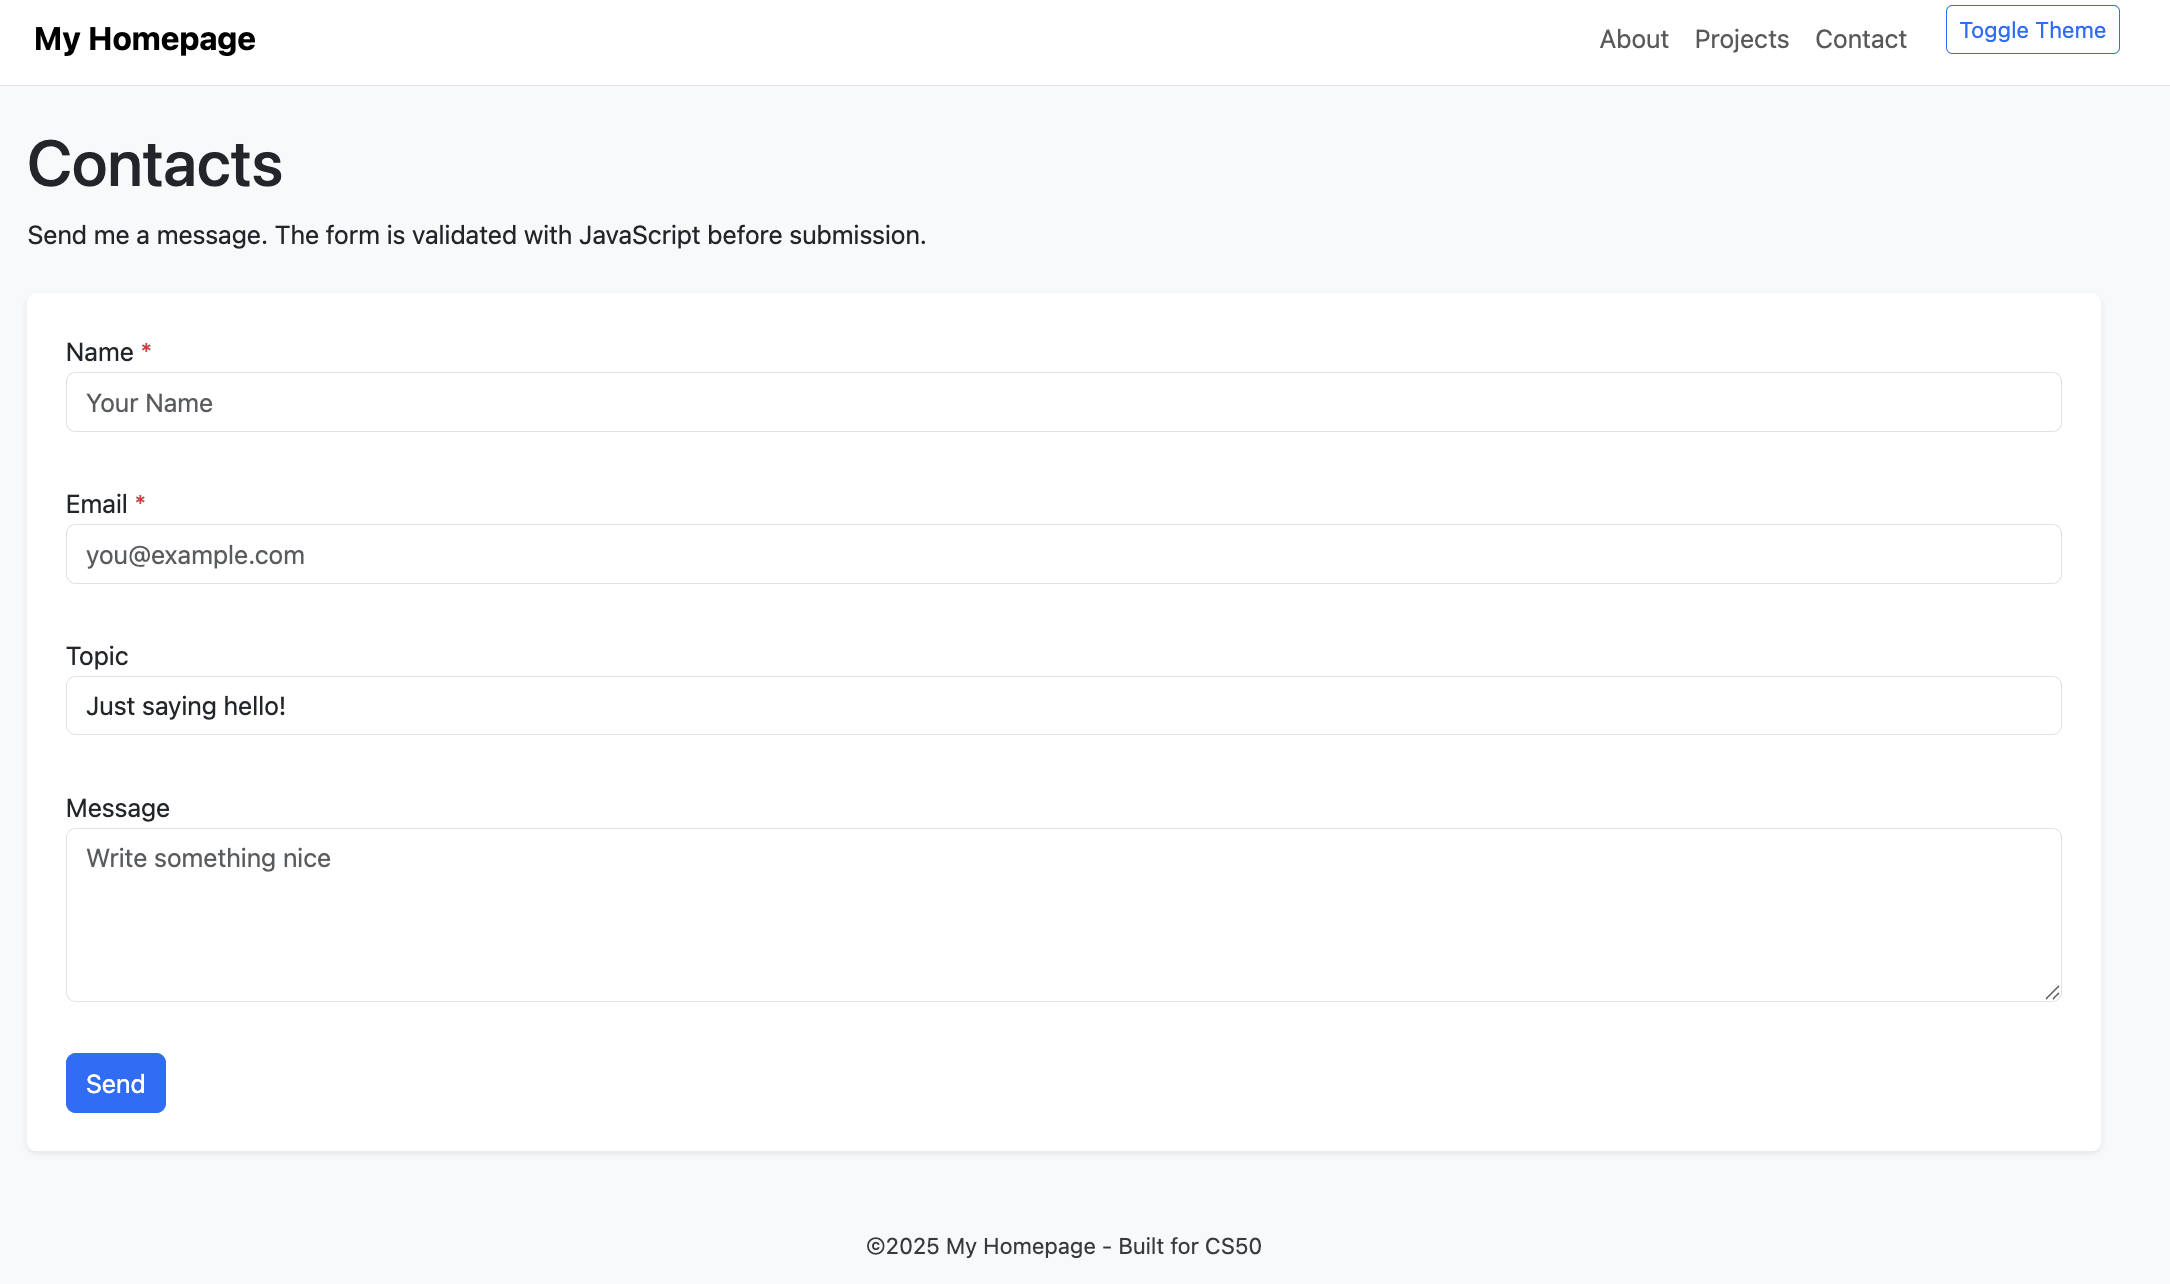 My Homepage
About Projects Contact Toggle Theme
Contacts
Send me a message. The form is validated with JavaScript before submission.
Name *
Your Name
Email *
you@example.com
Topic
Just saying hello!
Message
Write something nice
Send
©2025 My Homepage - Built for CS50